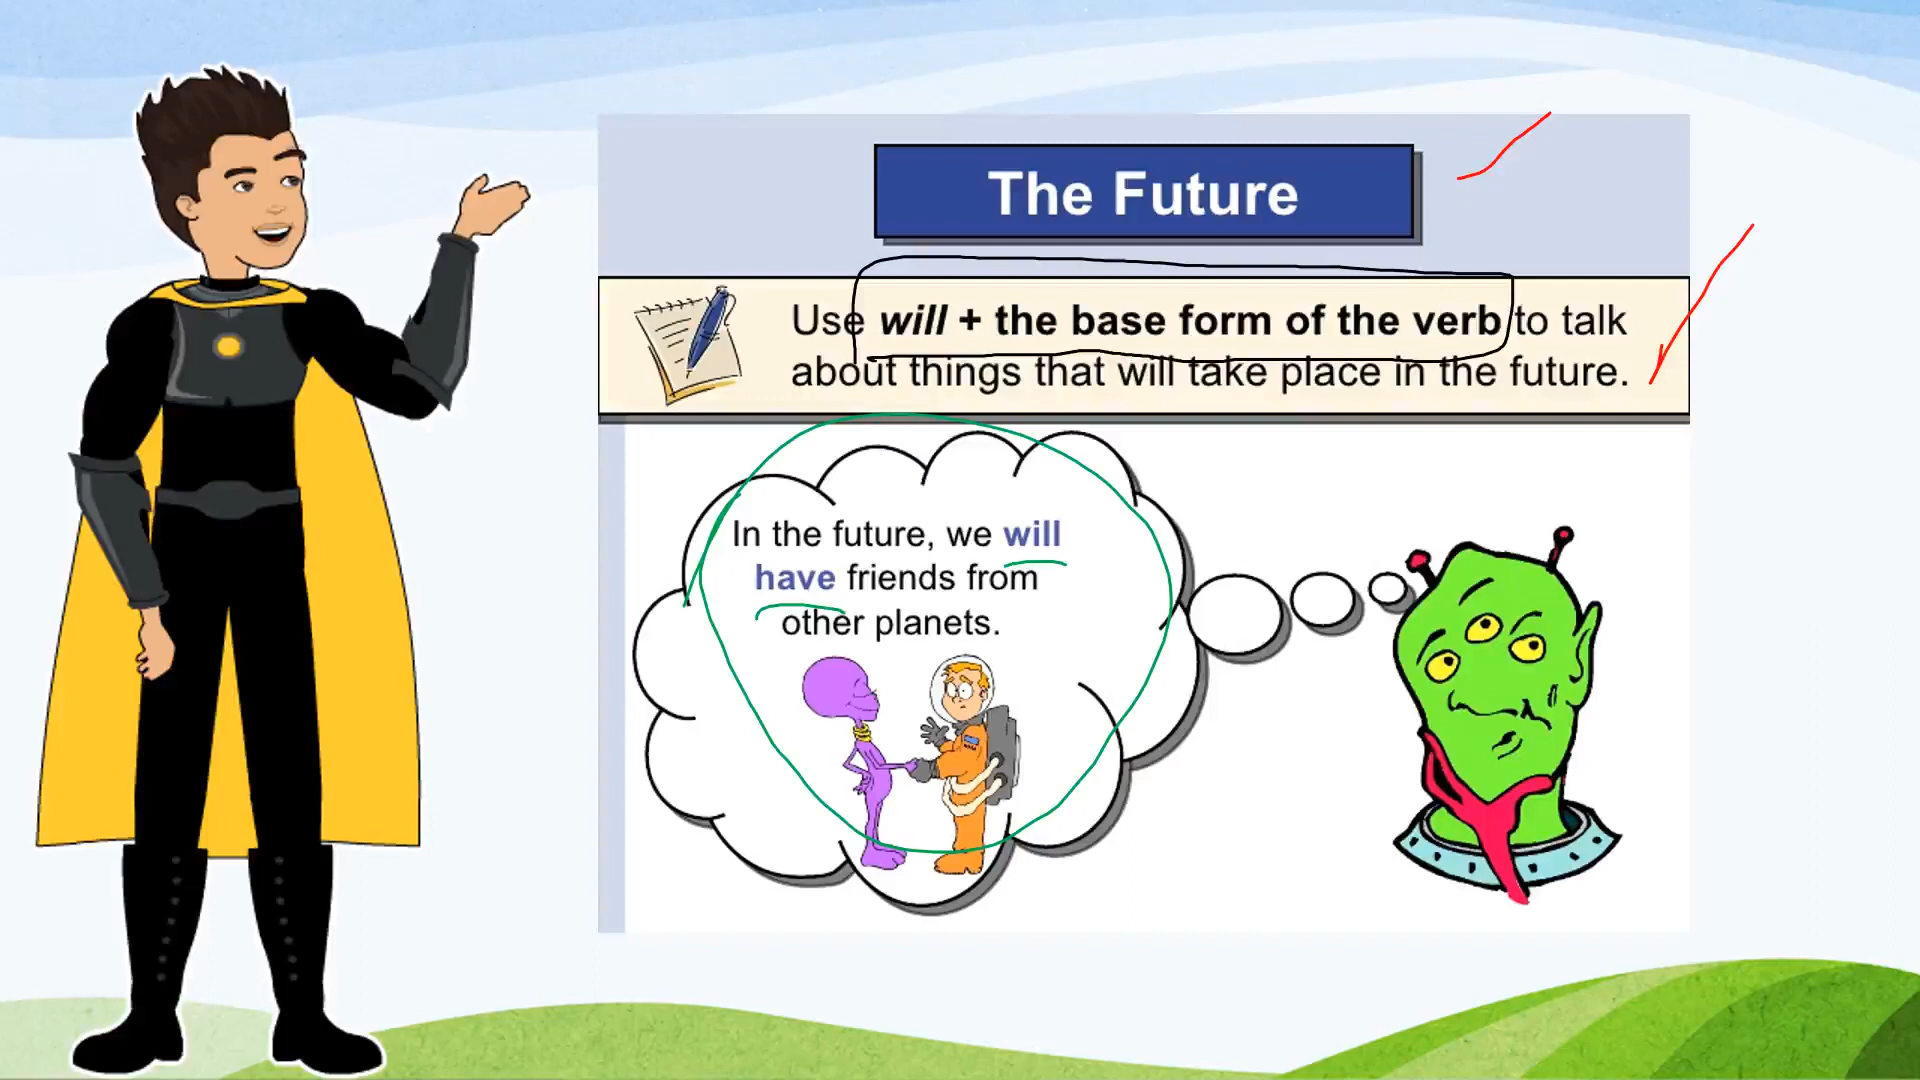 The Future
Use will + the base form of the verb to talk
about things that will take place in the future.
In the future, we will
have friends from
other planets.